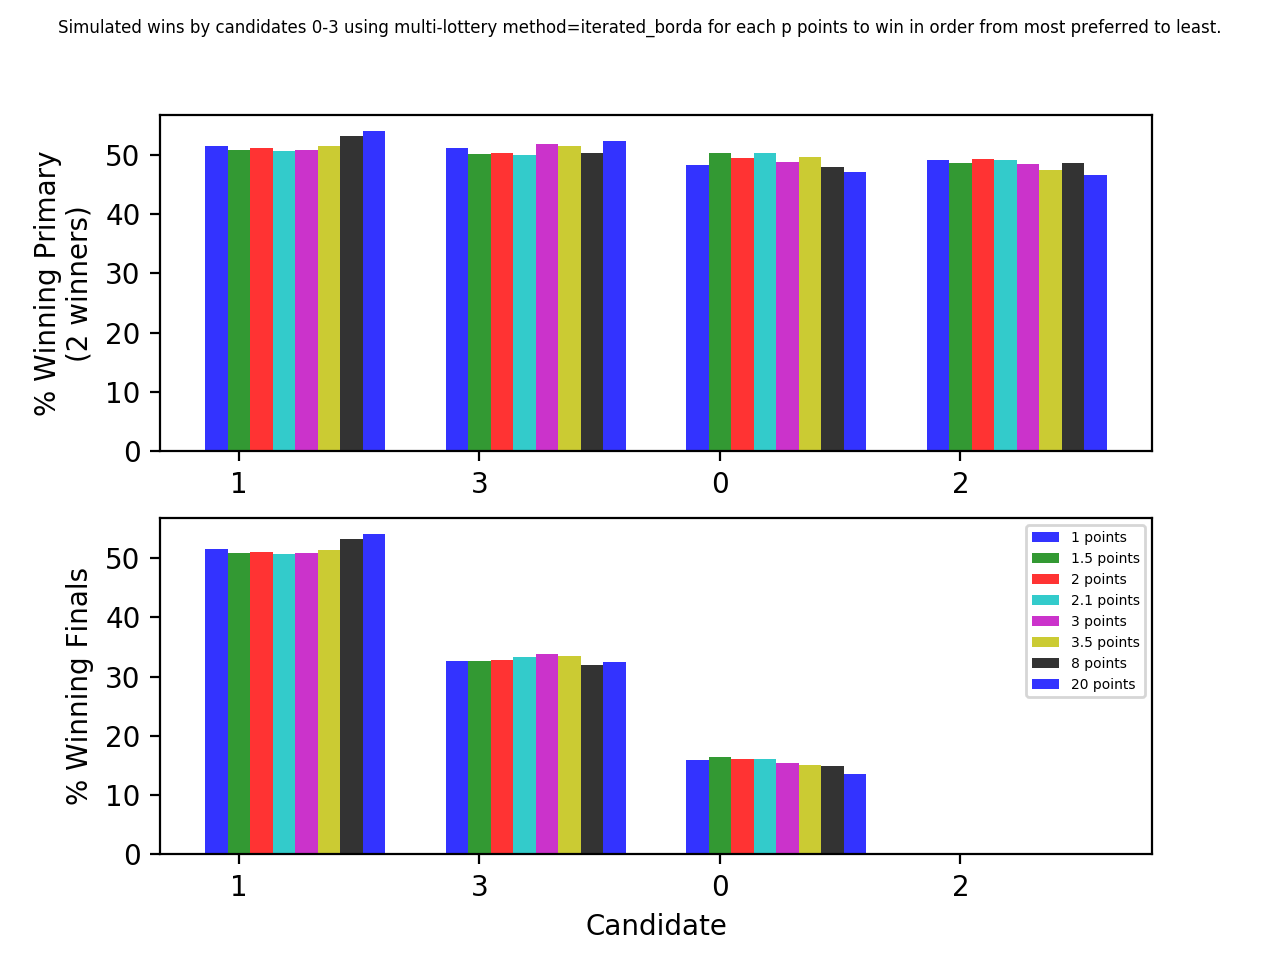 Simulated wins by candidates 0-3 using multi-lottery method=iterated_borda for each p points to win in order from most preferred to least.
% Winning Primary
(2 winners)
50
40
30
20
10
0
1 3 0 2
% Winning Finals
50
40
30
20
10
0
1 points
1.5 points
2 points
2.1 points
3 points
3.5 points
8 points
20 points
1 3 0 2
Candidate